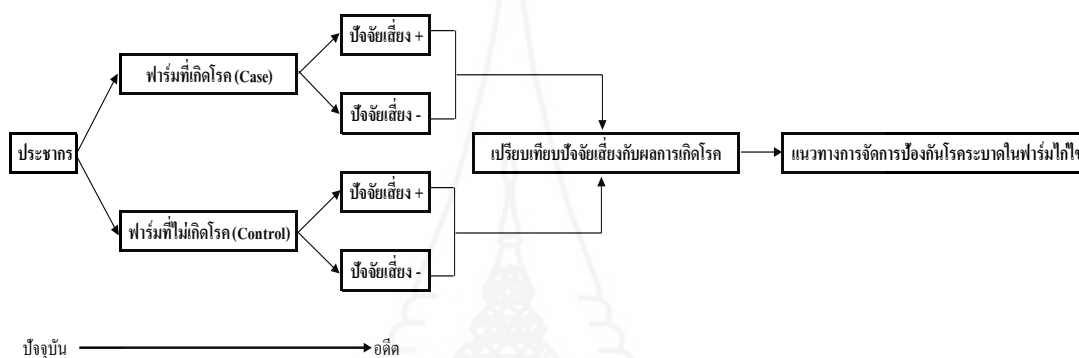 ปัจจัยเสี่ยง +
ฟาร์มที่เกิดโรค (Case)
ปัจจัยเสี่ยง -
ประชากร
เปรียบเทียบปัจจัยเสี่ยงกับผลการเกิดโรค
แนวทางการจัดการป้องกันโรคระบาดในฟาร์มไก่ไข่
ปัจจัยเสี่ยง +
ฟาร์มที่ไม่เกิดโรค (Control)
ปัจจัยเสี่ยง -
ปัจจุบัน
อดีต